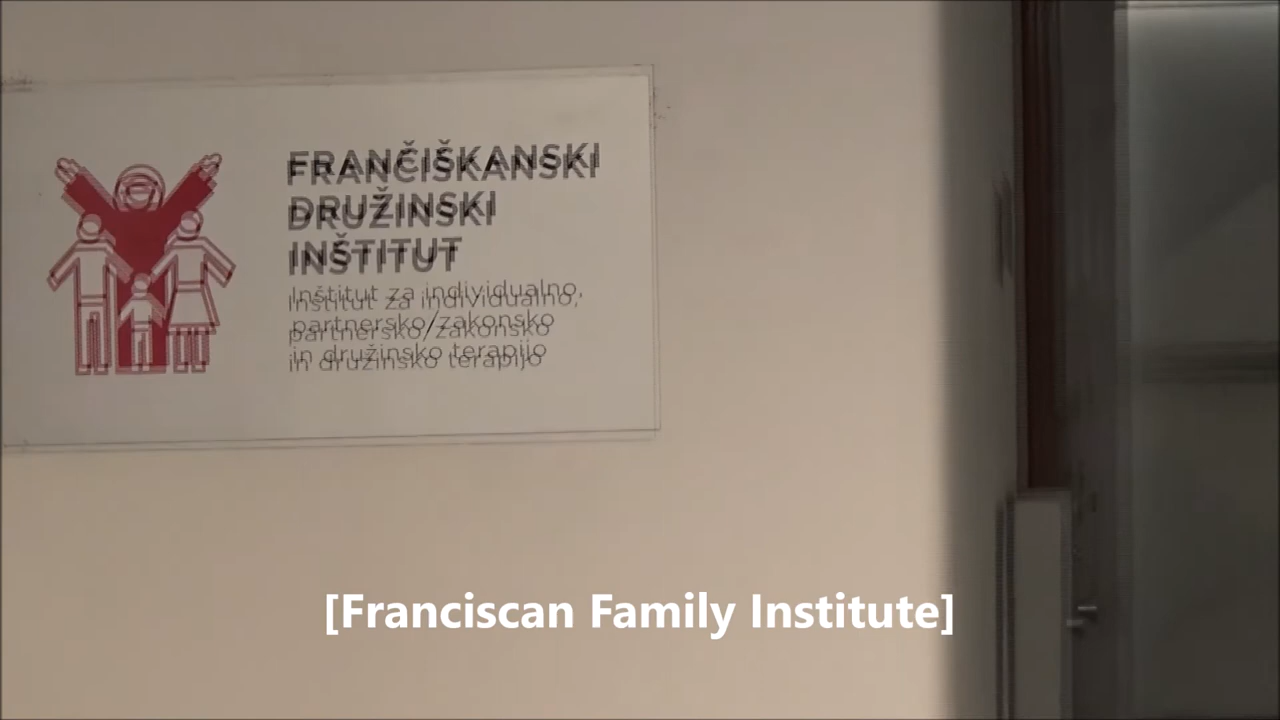 FRANČIŠKANSKI
DRUŽINSKI
INŠTITUT
Inštitut za individualno,
partnersko/zakonsko
in družinsko terapijo
[Franciscan Family Institute]